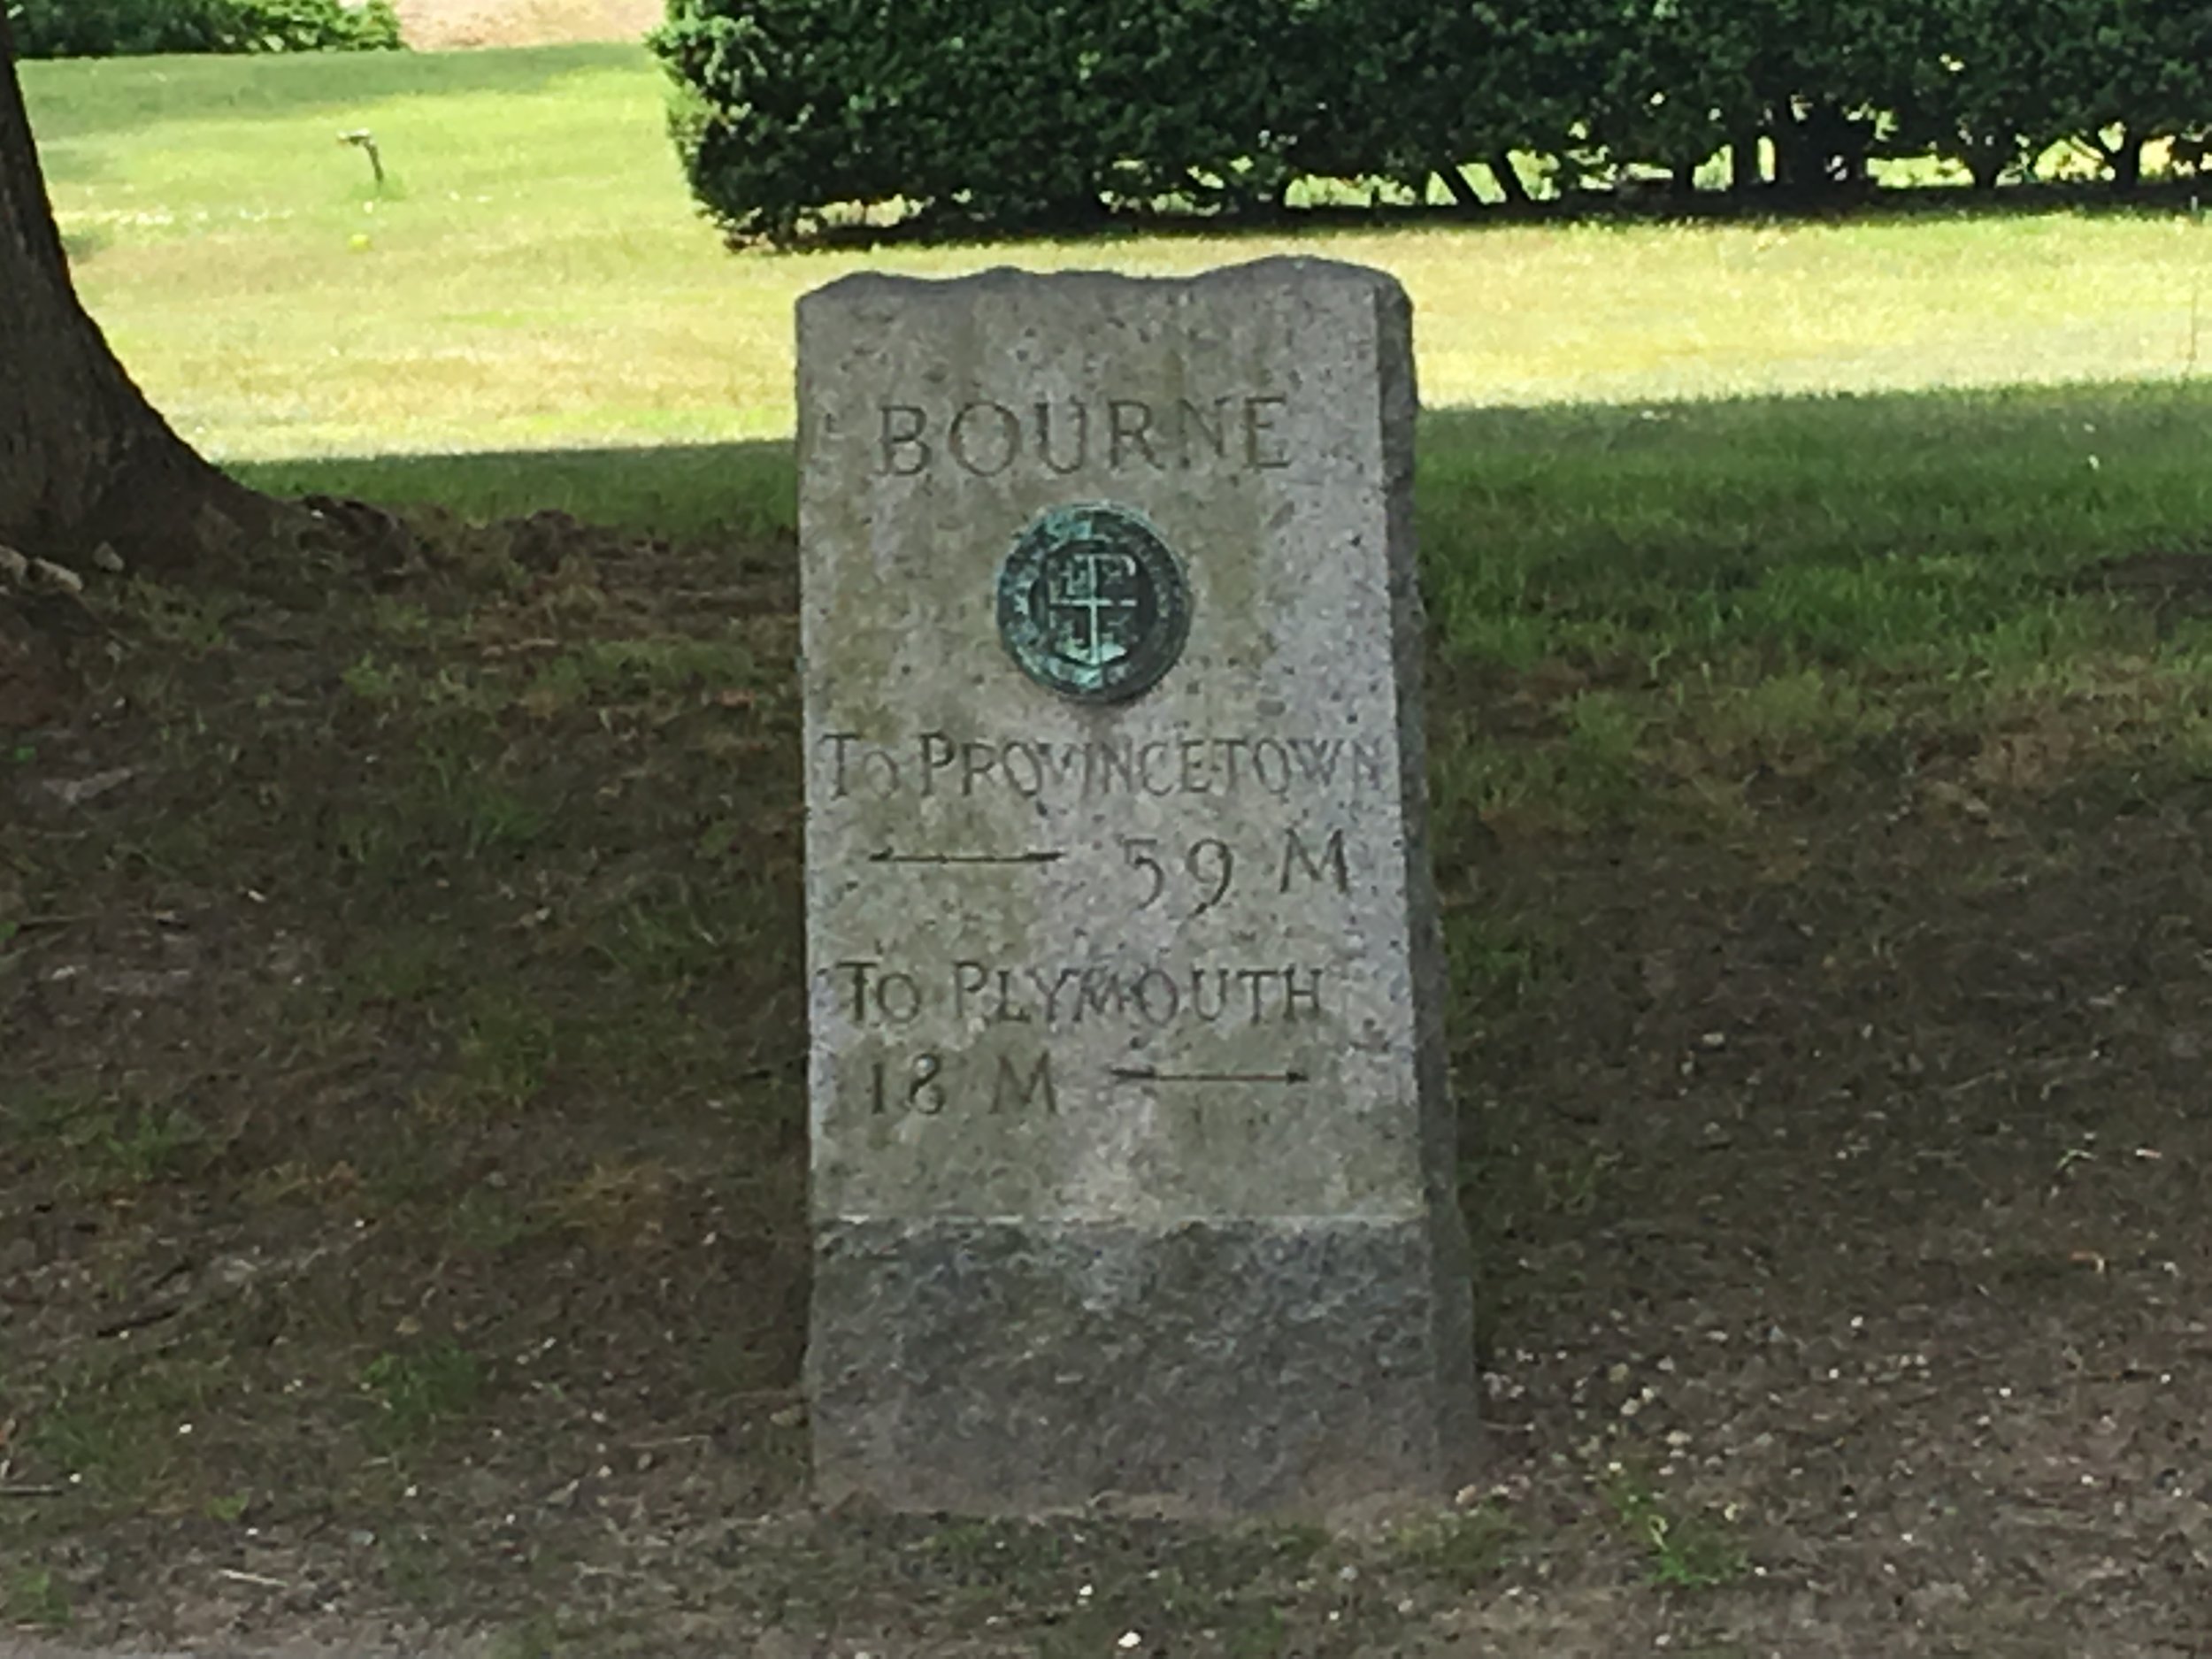 BOURNE
To PROVINCETOWN
59 M
To PLYMOUTH
18 M